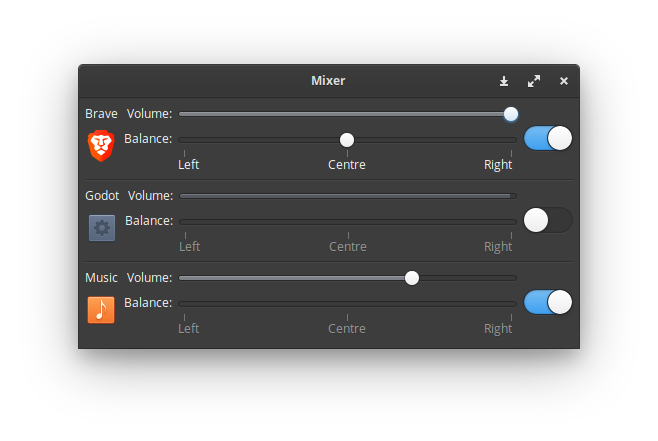 Mixer
Brave Volume:
Balance:
Left Centre Right
Godot Volume:
Balance:
Left Centre Right
Music Volume:
Balance:
Left Centre Right